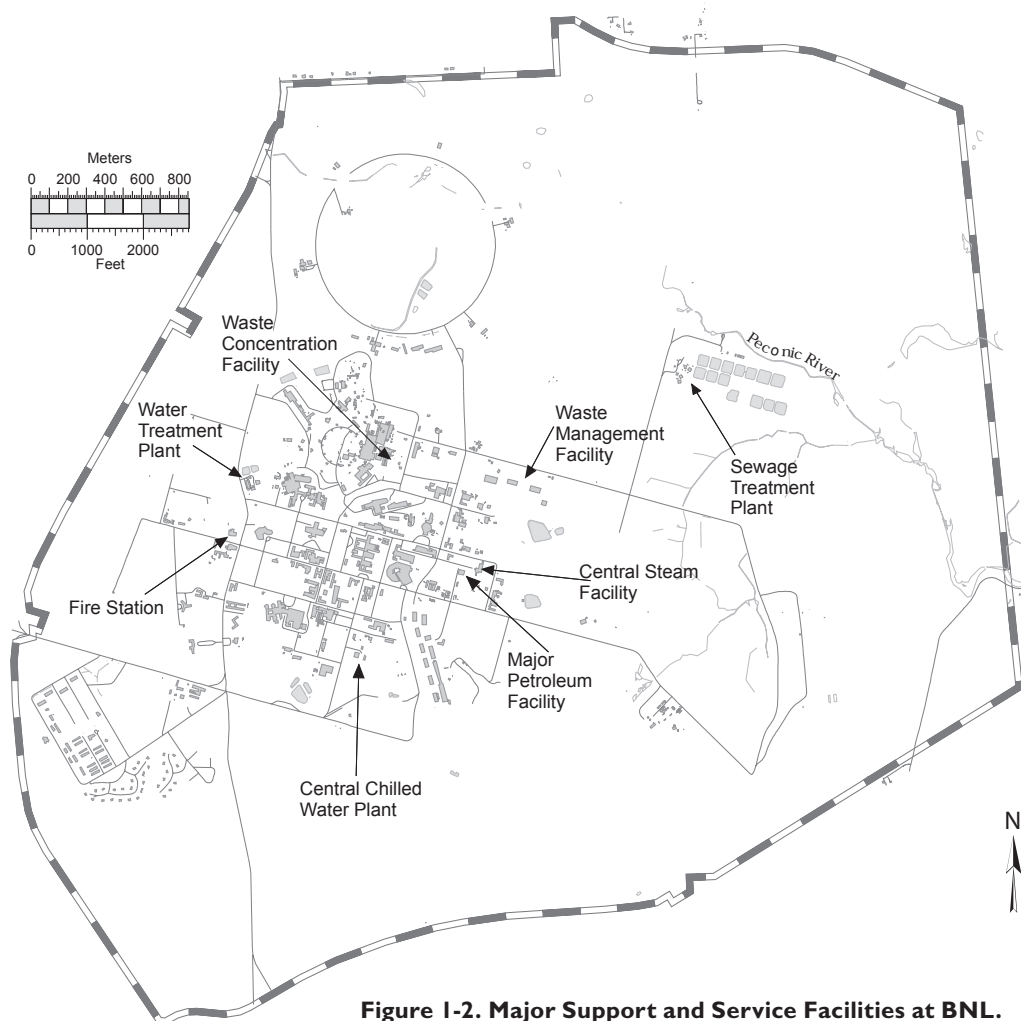 Meters
0 200 400 600 800
0 1000 2000
Feet
Waste
Concentration
Facility
Water
Treatment
Plant
Peconic River
Waste
Management
Facility
Sewage
Treatment
Plant
Fire Station
Central Steam
Facility
Major
Petroleum
Facility
Central Chilled
Water Plant
N
Figure 1-2. Major Support and Service Facilities at BNL.